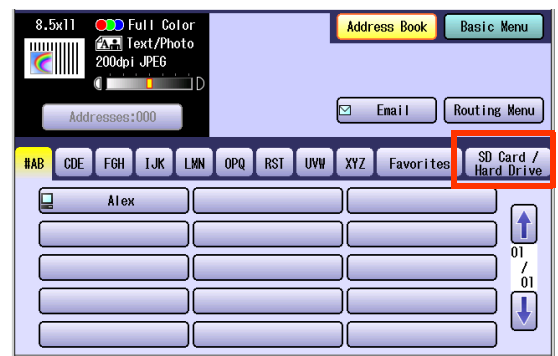 8.5x11 Full Color
Text/Photo
200dpi JPEG
Addresses:000
Address Book
Basic Menu
Email
Routing Menu
#AB CDE FGH IJK LMN OPQ RST UVW XYZ Favorites SD Card /
Hard Drive
Alex
01
/
01